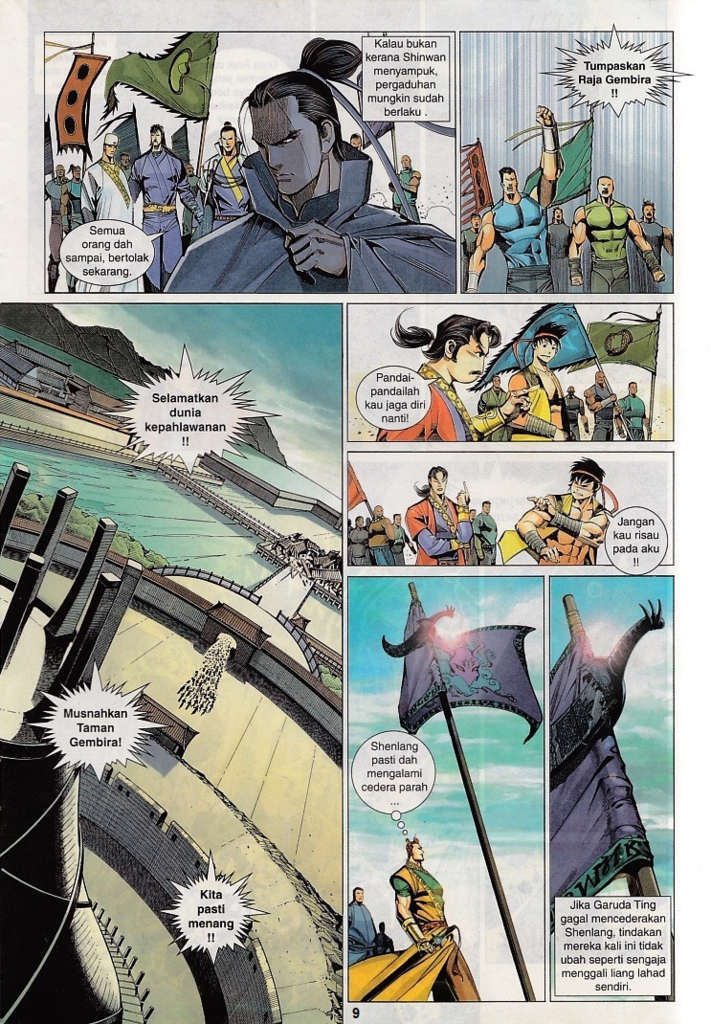 Kalau bukan
kerana Shinwan
menyampuk,
pergaduhan
mungkin sudah
berlaku .
Semua
orang dah
sampai, bertolak
sekarang.
Tumpaskan
Raja Gembira
!!
Selamatkan
dunia
kepahlawanan
!!
Musnahkan
Taman
Gembira!
Kita
pasti
menang
!!
Pandai-
pandailah
kau jaga diri
nanti!
Jangan
kau risau
pada aku
!!
Shenlang
pasti dah
mengalami
cedera parah
...
Jika Garuda Ting
gagal mencederakan
Shenlang, tindakan
mereka kali ini tidak
ubah seperti sengaja
menggali liang lahad
sendiri.
9